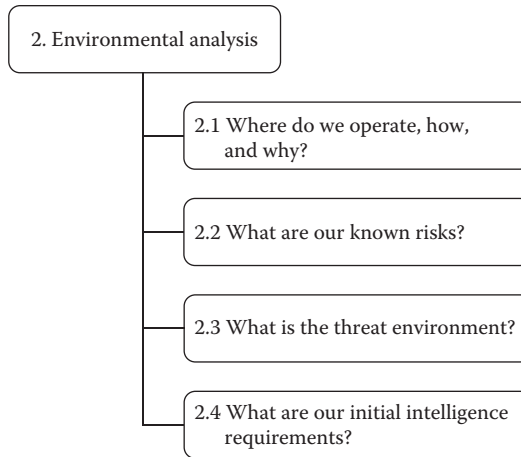 2. Environmental analysis
2.1 Where do we operate, how,
and why?
2.2 What are our known risks?
2.3 What is the threat environment?
2.4 What are our initial intelligence
requirements?